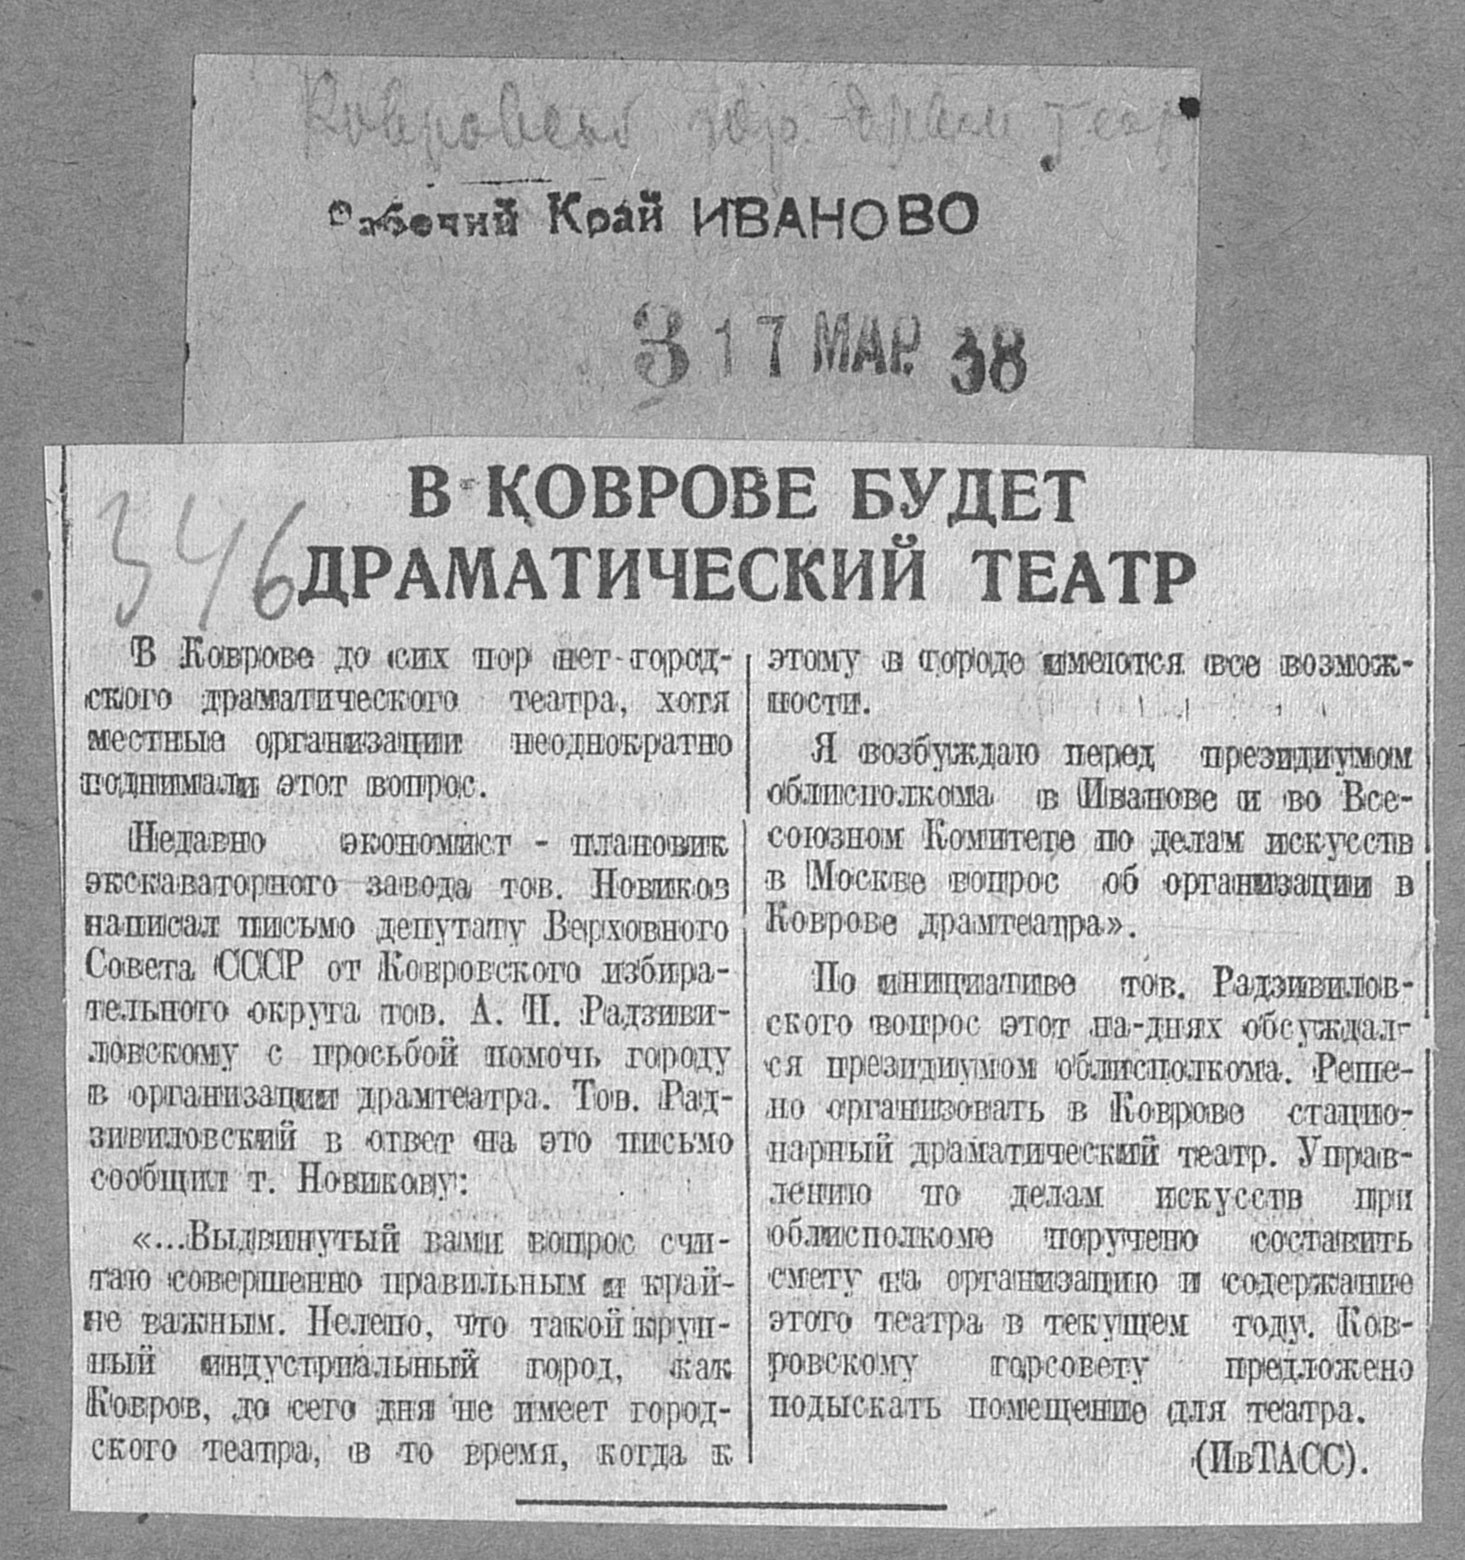 Ковровский гор. драм театр
Рабочий Край ИВАНОВО
3 17 МАР. 38
346
В КОВРОВЕ БУДЕТ
ДРАМАТИЧЕСКИЙ ТЕАТР
В Коврове до сих пор нет город-
ского драматического театра, хотя
местные организации неоднократно
поднимали этот вопрос.
Недавно экономист - плановик
экскаваторного завода тов. Новиков
написал письмо депутату Верховного
Совета СССР от Ковровского избира-
тельного округа тов. А. П. Радзиви-
ловскому с просьбой помочь городу
в организации драмтеатра. Тов. Рад-
зивиловский в ответ на это письмо
сообщил т. Новикову:
«...Выдвинутый вами вопрос счи-
таю совершенно правильным и край-
не важным. Нелепо, что такой круп-
ный индустриальный город, как
Ковров, до сего дня не имеет город-
ского театра, в то время, когда к
этому в городе имеются все возмож-
ности.
Я возбуждаю перед президиумом
облисполкома в Иванове и во Все-
союзном Комитете по делам искусств
в Москве вопрос об организации в
Коврове драмтеатра».
По инициативе тов. Радзивилов-
ского вопрос этот на-днях обсуждал-
ся президиумом облисполкома. Реше-
но организовать в Коврове стацио-
нарный драматический театр. Управ-
лению по делам искусств при
облисполкоме поручено составить
смету на организацию и содержание
этого театра в текущем году. Ков-
ровскому горсовету предложено
подыскать помещение для театра.
(ИвТАСС).